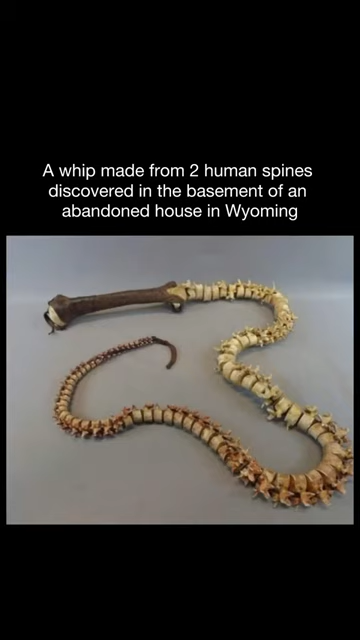 A whip made from 2 human spines
discovered in the basement of an
abandoned house in Wyoming